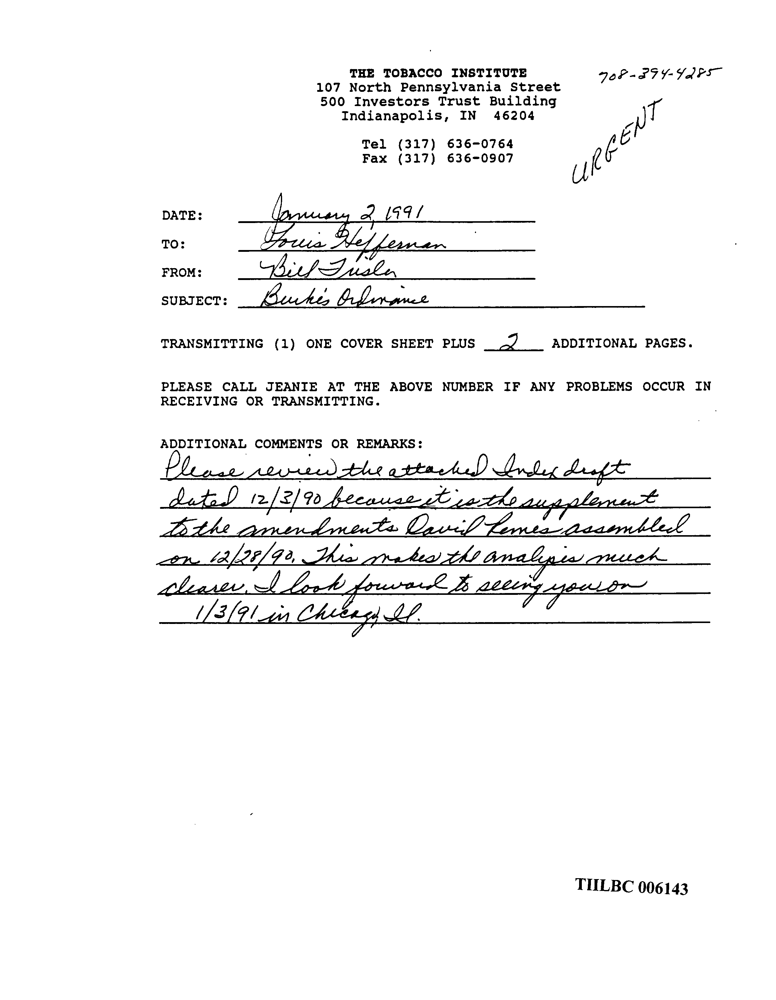 THE TOBACCO INSTITUTE
107 North Pennsylvania Street
500 Investors Trust Building
Indianapolis, IN 46204
Tel (317) 636-0764
Fax (317) 636-0907
708-394-4285
URGENT
DATE: January 2, 1991
TO: Louis Heffernan
FROM: Bill Fisler
SUBJECT: Burke's Ordinance
TRANSMITTING (1) ONE COVER SHEET PLUS 2 ADDITIONAL PAGES.
PLEASE CALL JEANIE AT THE ABOVE NUMBER IF ANY PROBLEMS OCCUR IN
RECEIVING OR TRANSMITTING.
ADDITIONAL COMMENTS OR REMARKS:
Please review the attached Index draft
dated 12/3/90 because it is the supplement
to the amendments David Remes assembled
on 12/28/90. This makes the analysis much
clearer. I look forward to seeing you on
1/3/91 in Chicago, Il.
TIILBC 006143